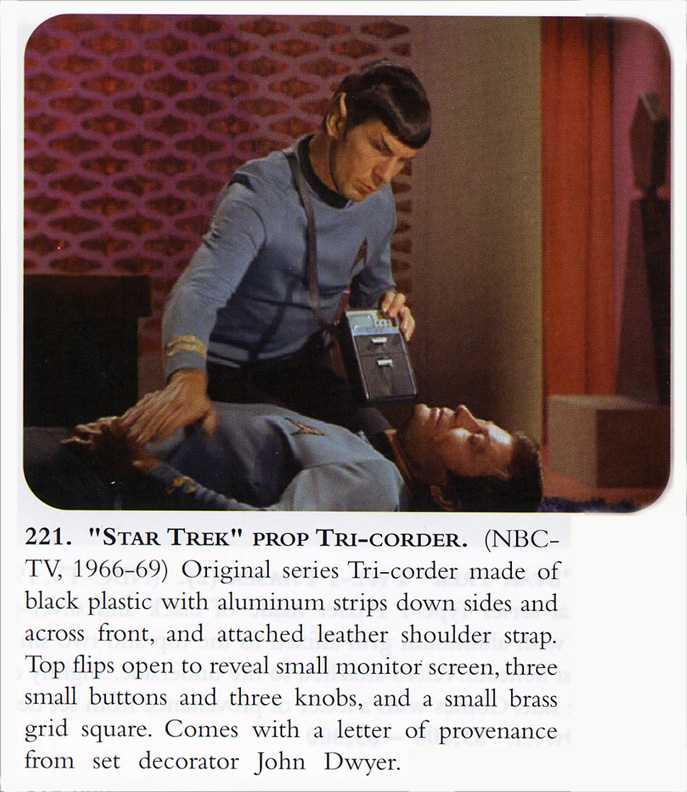 221. "STAR TREK" PROP TRI-CORDER. (NBC-
TV, 1966-69) Original series Tri-corder made of
black plastic with aluminum strips down sides and
across front, and attached leather shoulder strap.
Top flips open to reveal small monitor screen, three
small buttons and three knobs, and a small brass
grid square. Comes with a letter of provenance
from set decorator John Dwyer.